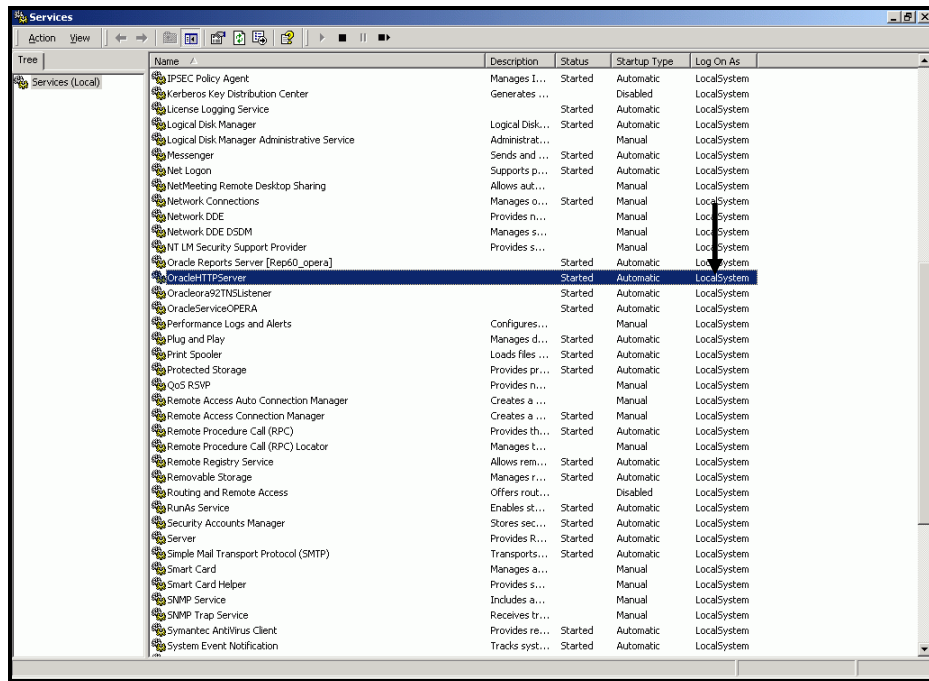 Services
Action View
Tree
Services (Local)
Name Description Status Startup Type Log On As
IPSEC Policy Agent Manages I... Started Automatic LocalSystem
Kerberos Key Distribution Center Generates ... Disabled LocalSystem
License Logging Service Started Automatic LocalSystem
Logical Disk Manager Logical Disk... Started Automatic LocalSystem
Logical Disk Manager Administrative Service Administrat... Manual LocalSystem
Messenger Sends and ... Started Automatic LocalSystem
Net Logon Supports p... Started Automatic LocalSystem
NetMeeting Remote Desktop Sharing Allows aut... Manual LocalSystem
Network Connections Manages o... Started Manual LocalSystem
Network DDE Provides n... Manual LocalSystem
Network DDE DSDM Manages s... Manual LocalSystem
NT LM Security Support Provider Provides s... Manual LocalSystem
Oracle Reports Server [Rep60_opera] Started Automatic LocalSystem
OracleHTTPServer Started Automatic LocalSystem
Oracleora92TNSListener Started Automatic LocalSystem
OracleServiceOPERA Started Automatic LocalSystem
Performance Logs and Alerts Configures... Manual LocalSystem
Plug and Play Manages d... Started Automatic LocalSystem
Print Spooler Loads files ... Started Automatic LocalSystem
Protected Storage Provides pr... Started Automatic LocalSystem
QoS RSVP Provides n... Manual LocalSystem
Remote Access Auto Connection Manager Creates a ... Manual LocalSystem
Remote Access Connection Manager Creates a ... Started Manual LocalSystem
Remote Procedure Call (RPC) Provides th... Started Automatic LocalSystem
Remote Procedure Call (RPC) Locator Manages t... Manual LocalSystem
Remote Registry Service Allows rem... Started Automatic LocalSystem
Removable Storage Manages r... Started Automatic LocalSystem
Routing and Remote Access Offers rout... Disabled LocalSystem
RunAs Service Enables st... Started Automatic LocalSystem
Security Accounts Manager Stores sec... Started Automatic LocalSystem
Server Provides R... Started Automatic LocalSystem
Simple Mail Transport Protocol (SMTP) Transports... Started Automatic LocalSystem
Smart Card Manages a... Manual LocalSystem
Smart Card Helper Provides s... Manual LocalSystem
SNMP Service Includes a... Manual LocalSystem
SNMP Trap Service Receives tr... Manual LocalSystem
Symantec AntiVirus Client Provides re... Started Automatic LocalSystem
System Event Notification Tracks syst... Started Automatic LocalSystem